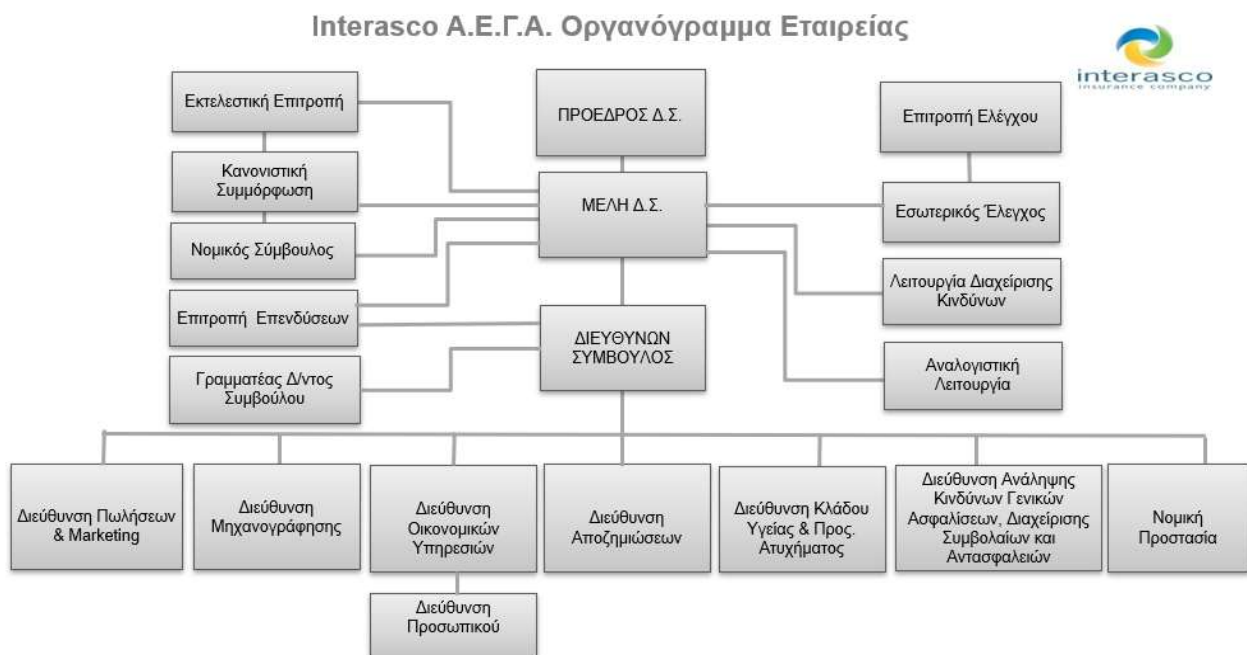 Interasco Α.Ε.Γ.Α. Οργανόγραμμα Εταιρείας
interasco
insurance company
Εκτελεστική Επιτροπή
ΠΡΟΕΔΡΟΣ Δ.Σ.
Επιτροπή Ελέγχου
Κανονιστική
Συμμόρφωση
ΜΕΛΗ Δ.Σ.
Εσωτερικός Έλεγχος
Νομικός Σύμβουλος
Λειτουργία Διαχείρισης
Κινδύνων
Επιτροπή Επενδύσεων
ΔΙΕΥΘΥΝΩΝ
ΣΥΜΒΟΥΛΟΣ
Γραμματέας Δ/ντος
Συμβούλου
Αναλογιστική
Λειτουργία
Διεύθυνση Πωλήσεων
& Marketing
Διεύθυνση
Μηχανογράφησης
Διεύθυνση
Οικονομικών
Υπηρεσιών
Διεύθυνση
Αποζημιώσεων
Διεύθυνση Κλάδου
Υγείας & Προς.
Ατυχήματος
Διεύθυνση Ανάληψης
Κινδύνων Γενικών
Ασφαλίσεων, Διαχείρισης
Συμβολαίων και
Αντασφαλειών
Νομική
Προστασία
Διεύθυνση
Προσωπικού